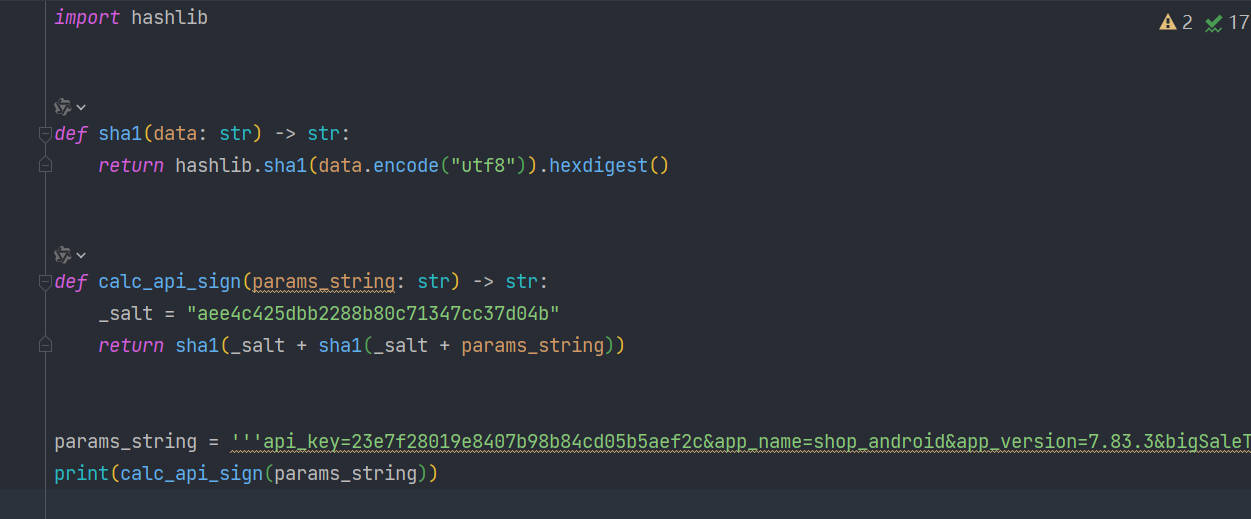 import hashlib
2 17
def sha1(data: str) -> str:
return hashlib.sha1(data.encode("utf8")).hexdigest()
def calc_api_sign(params_string: str) -> str:
_salt = "aee4c425dbb2288b80c71347cc37d04b"
return sha1(_salt + sha1(_salt + params_string))
params_string = '''api_key=23e7f28019e8407b98b84cd05b5aef2c&app_name=shop_android&app_version=7.83.3&bigSaleT
print(calc_api_sign(params_string))